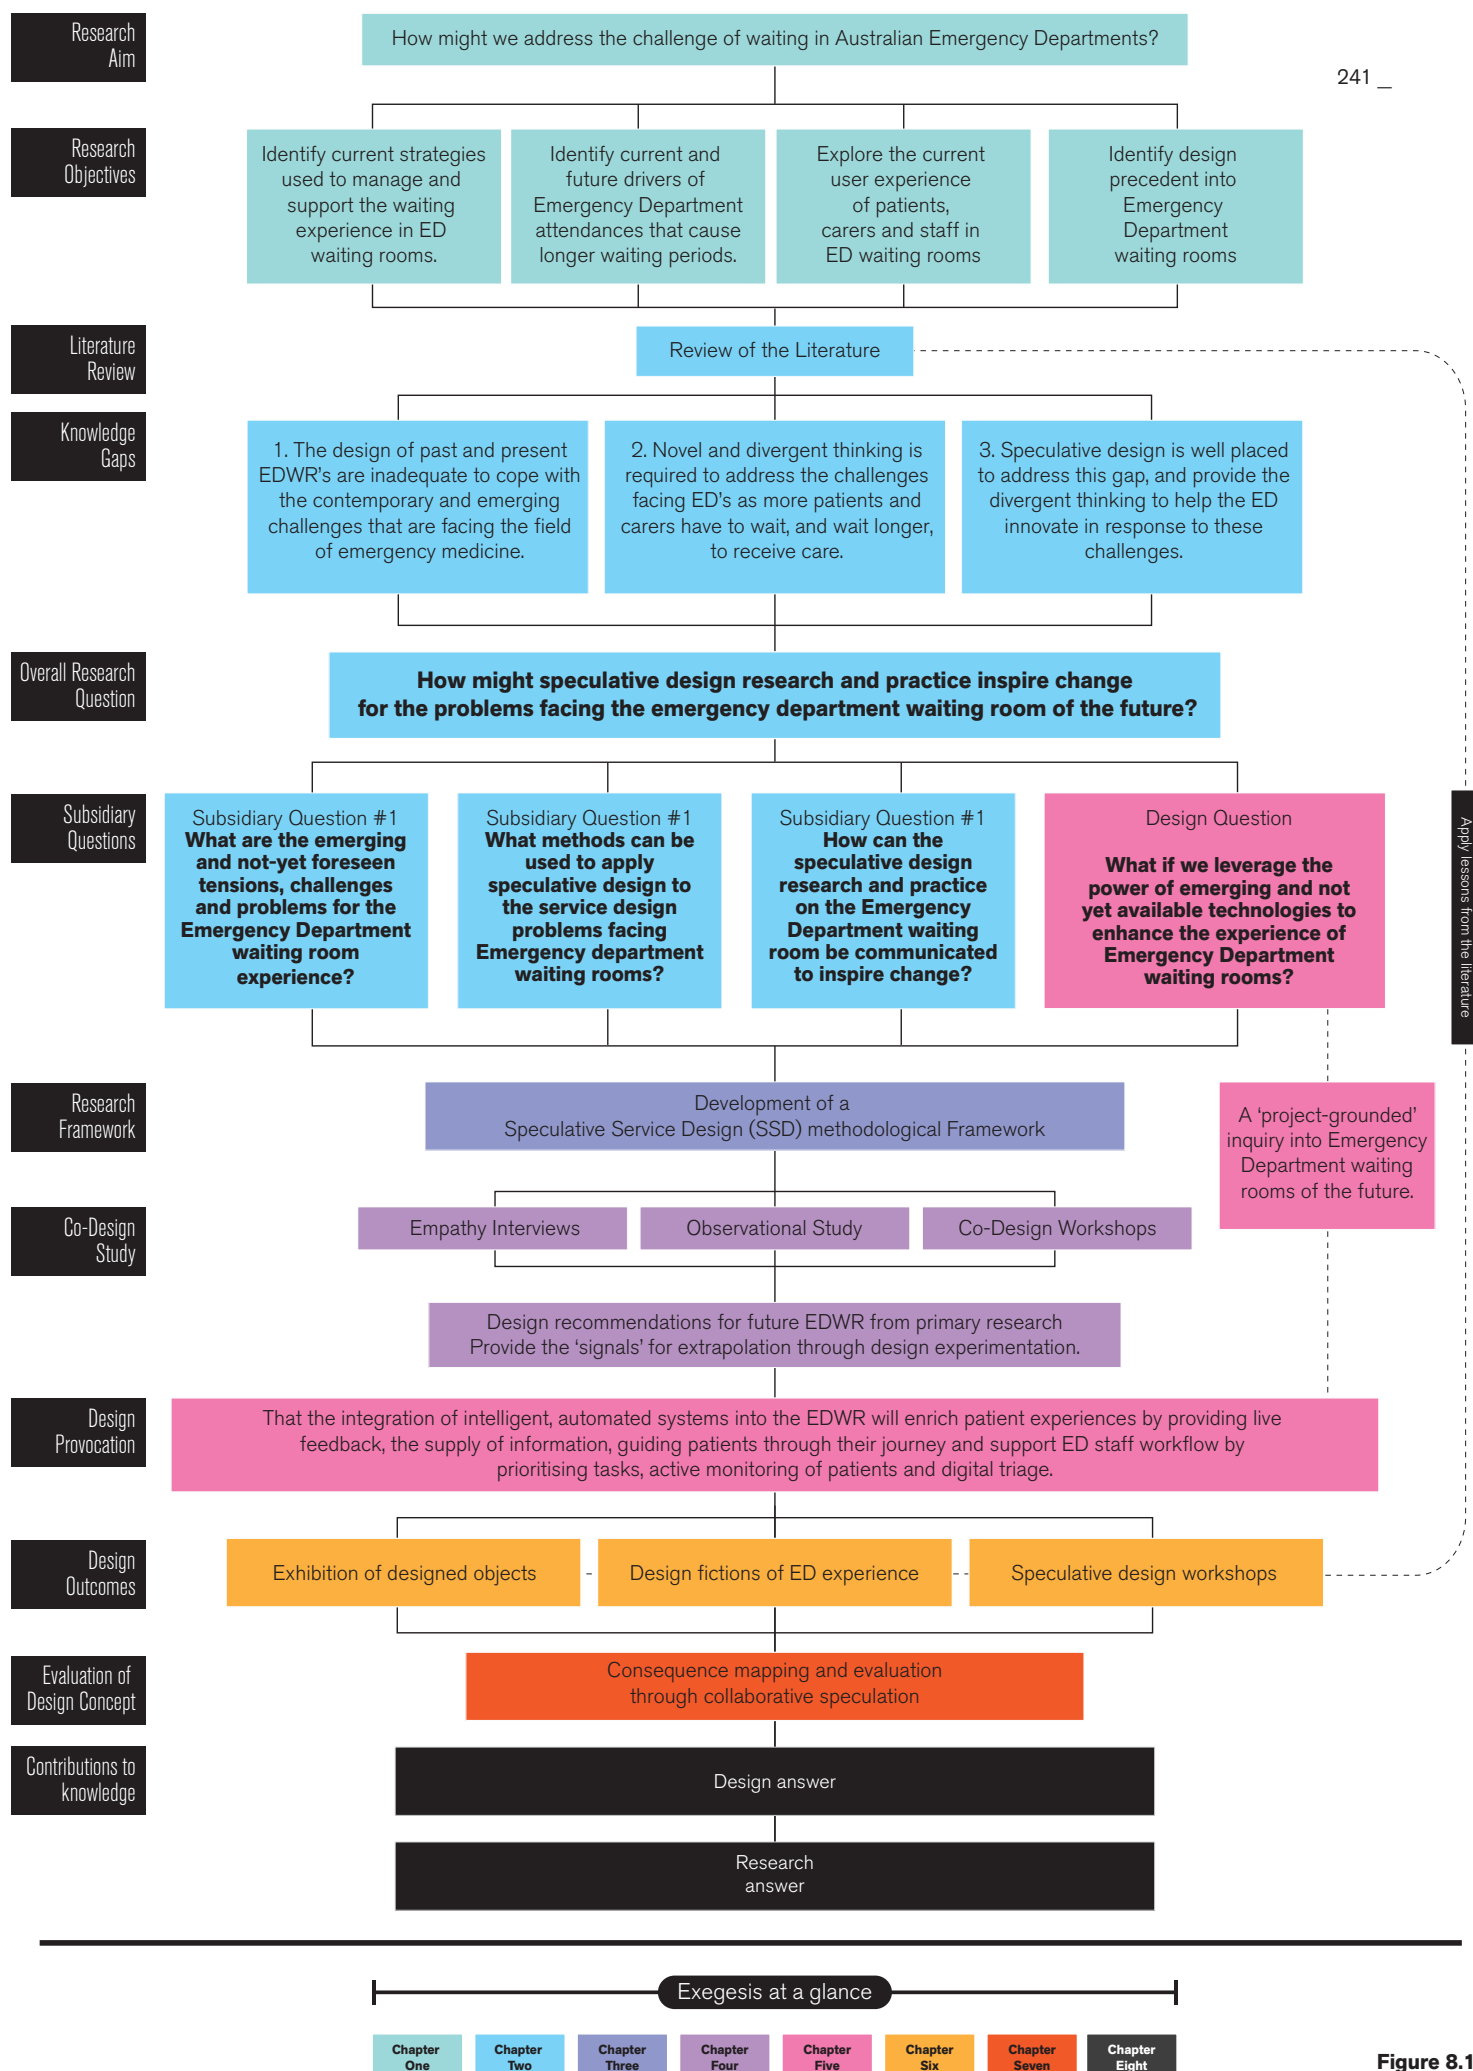 Research
Aim
How might we address the challenge of waiting in Australian Emergency Departments?
241 _
Research
Objectives
Identify current strategies
used to manage and
support the waiting
experience in ED
waiting rooms.
Identify current and
future drivers of
Emergency Department
attendances that cause
longer waiting periods.
Explore the current
user experience
of patients,
carers and staff in
ED waiting rooms
Identify design
precedent into
Emergency
Department
waiting rooms
Literature
Review
Review of the Literature
Knowledge
Gaps
1. The design of past and present
EDWR's are inadequate to cope with
the contemporary and emerging
challenges that are facing the field
of emergency medicine.
2. Novel and divergent thinking is
required to address the challenges
facing ED's as more patients and
carers have to wait, and wait longer,
to receive care.
3. Speculative design is well placed
to address this gap, and provide the
divergent thinking to help the ED
innovate in response to these
challenges.
Overall Research
Question
How might speculative design research and practice inspire change
for the problems facing the emergency department waiting room of the future?
Subsidiary
Questions
Subsidiary Question #1
What are the emerging
and not-yet foreseen
tensions, challenges
and problems for the
Emergency Department
waiting room
experience?
Subsidiary Question #1
What methods can be
used to apply
speculative design to
the service design
problems facing
Emergency department
waiting rooms?
Subsidiary Question #1
How can the
speculative design
research and practice
on the Emergency
Department waiting
room be communicated
to inspire change?
Design Question
What if we leverage the
power of emerging and not
yet available technologies to
enhance the experience of
Emergency Department
waiting rooms?
Apply lessons from the literature
Research
Framework
Development of a
Speculative Service Design (SSD) methodological Framework
A 'project-grounded'
inquiry into Emergency
Department waiting
rooms of the future.
Co-Design
Study
Empathy Interviews
Observational Study
Co-Design Workshops
Design recommendations for future EDWR from primary research
Provide the 'signals' for extrapolation through design experimentation.
Design
Provocation
That the integration of intelligent, automated systems into the EDWR will enrich patient experiences by providing live
feedback, the supply of information, guiding patients through their journey and support ED staff workflow by
prioritising tasks, active monitoring of patients and digital triage.
Design
Outcomes
Exhibition of designed objects
Design fictions of ED experience
Speculative design workshops
Evaluation of
Design Concept
Consequence mapping and evaluation
through collaborative speculation
Contributions to
knowledge
Design answer
Research
answer
Exegesis at a glance
Chapter
One
Chapter
Two
Chapter
Three
Chapter
Four
Chapter
Five
Chapter
Six
Chapter
Seven
Chapter
Eight
Figure 8.1